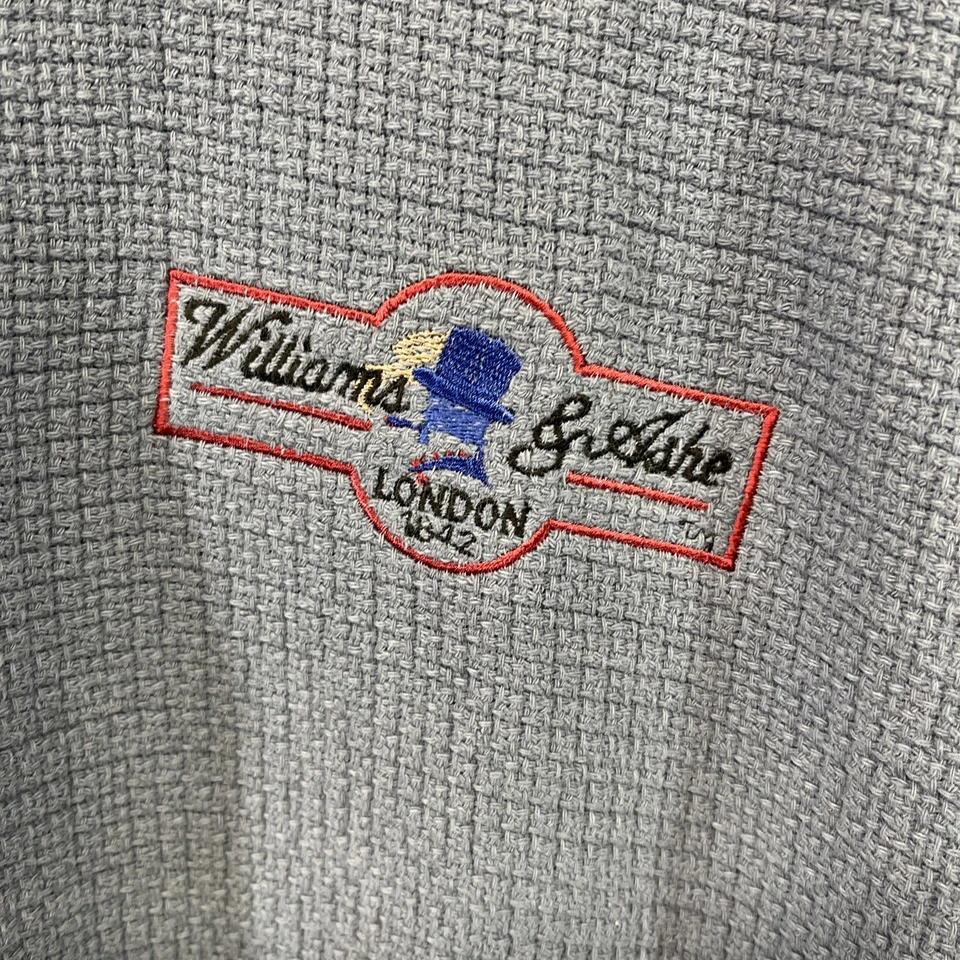 Williams & Ashe
LONDON
1842
TM